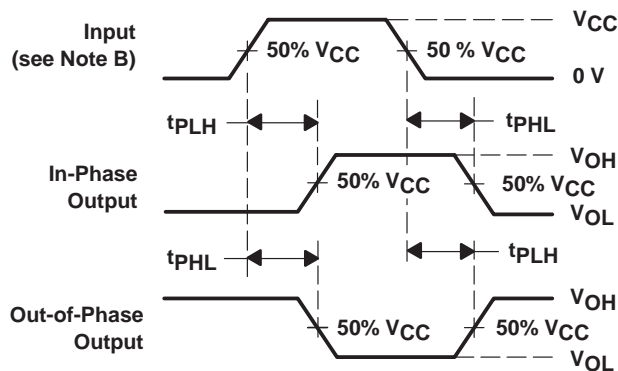 Input
(see Note B)
50% VCC
50 % VCC
VCC
0 V
tPLH
tPHL
In-Phase
Output
50% VCC
50% VCC
VOH
VOL
tPHL
tPLH
Out-of-Phase
Output
50% VCC
50% VCC
VOH
VOL